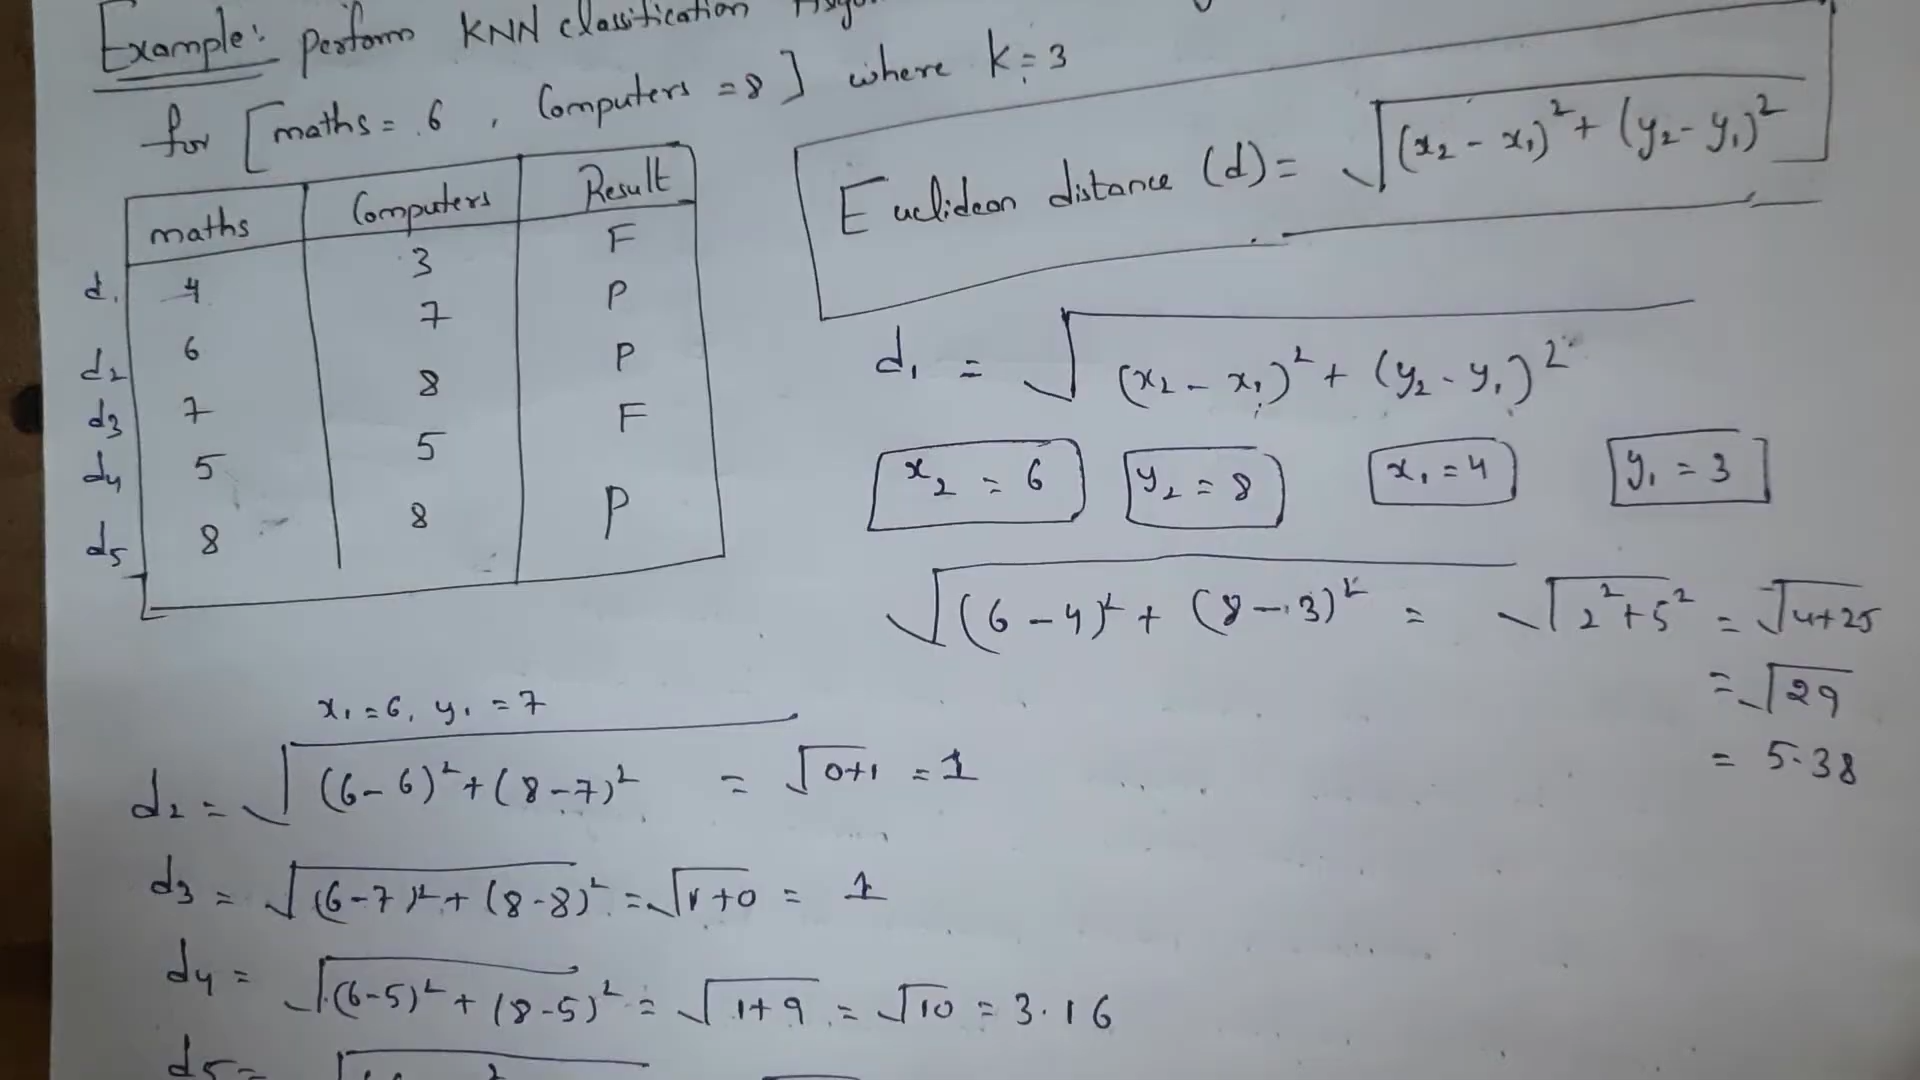 Example: perform KNN classification
for [maths = 6, Computers = 8] where k = 3
Euclidean distance (d) = √(x₂ - x₁)² + (y₂ - y₁)²
maths Computers Result
d₁ 4 3 F
d₂ 6 7 P
d₃ 7 8 P
d₄ 5 5 F
d₅ 8 8 P
d₁ = √(x₂ - x₁)² + (y₂ - y₁)²
x₂ = 6 y₂ = 8 x₁ = 4 y₁ = 3
√(6 - 4)² + (8 - 3)² = √2² + 5² = √4+25
= √29
= 5.38
x₁ = 6, y₁ = 7
d₂ = √(6 - 6)² + (8 - 7)² = √0+1 = 1
d₃ = √(6-7)² + (8-8)² = √1+0 = 1
d₄ = √(6-5)² + (8-5)² = √1+9 = √10 = 3.16
d₅ =